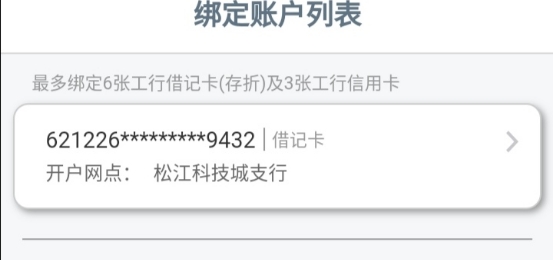 绑定账户列表
最多绑定6张工行借记卡(存折)及3张工行信用卡
621226*********9432 | 借记卡
开户网点： 松江科技城支行